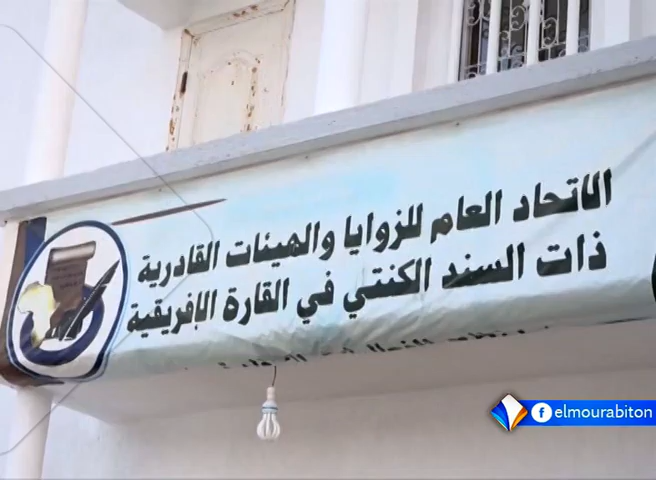 الاتحاد العام للزوايا والهيئات القادرية
ذات السند الكنتي في القارة الإفريقية
elmourabiton